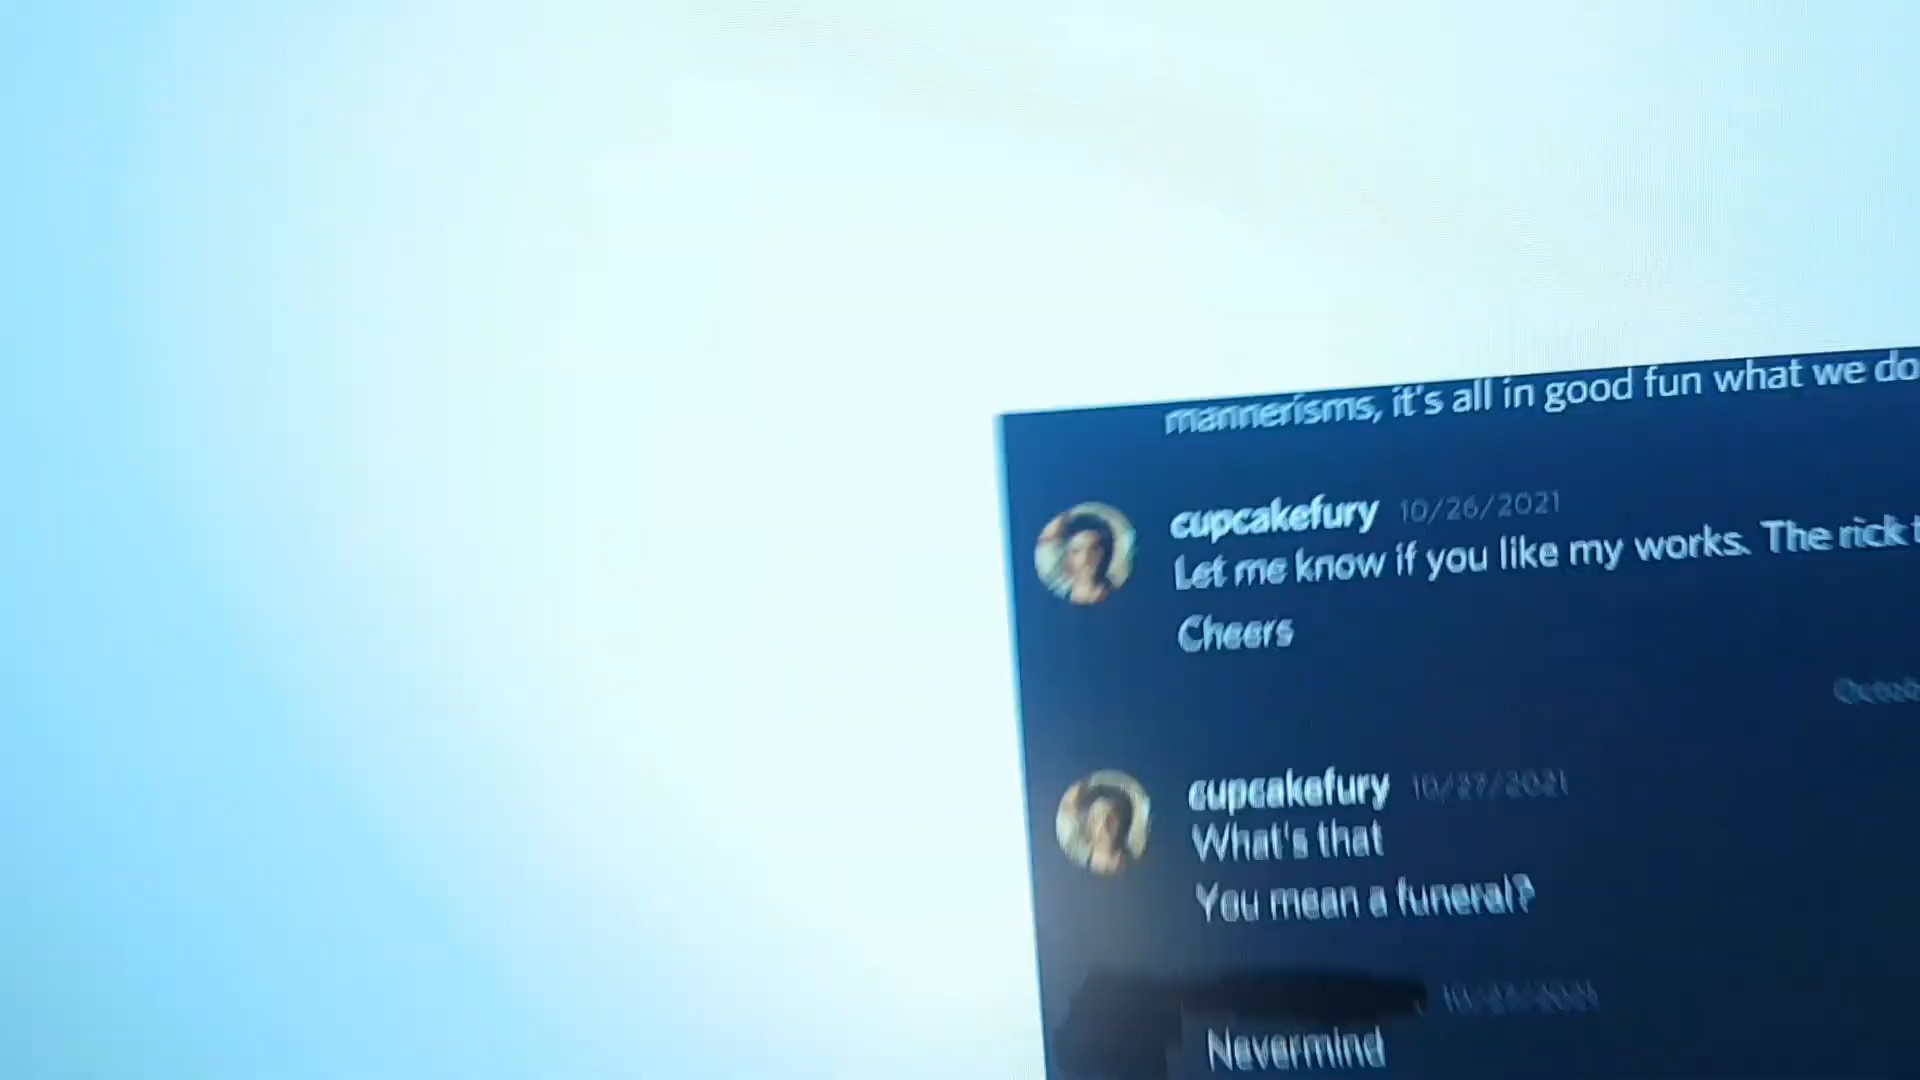 mannerisms, it's all in good fun what we do
cupcakefury 10/26/2021
Let me know if you like my works. The rick
Cheers
cupcakefury 10/27/2021
What's that
You mean a funeral?
Nevermind